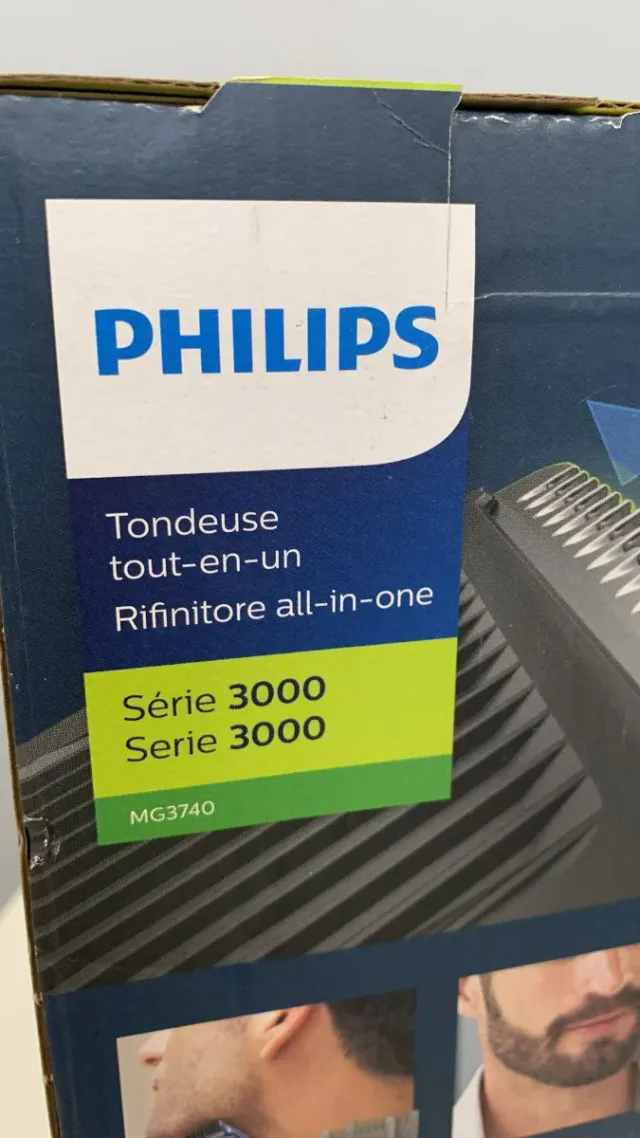 PHILIPS
Tondeuse
tout-en-un
Rifinitore all-in-one
Série 3000
Serie 3000
MG3740